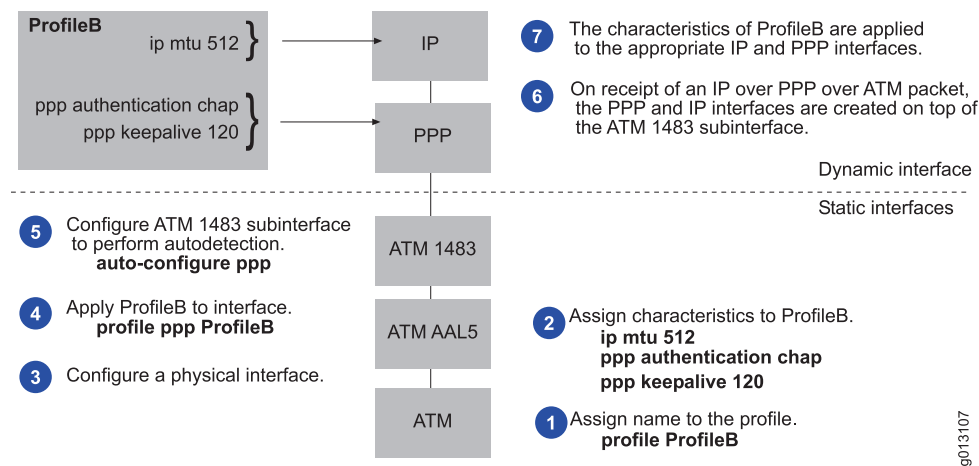 ProfileB
ip mtu 512 }
ppp authentication chap
ppp keepalive 120 }
IP
PPP
7 The characteristics of ProfileB are applied
to the appropriate IP and PPP interfaces.
6 On receipt of an IP over PPP over ATM packet,
the PPP and IP interfaces are created on top of
the ATM 1483 subinterface.
Dynamic interface
Static interfaces
5 Configure ATM 1483 subinterface
to perform autodetection.
auto-configure ppp
4 Apply ProfileB to interface.
profile ppp ProfileB
3 Configure a physical interface.
ATM 1483
ATM AAL5
ATM
2 Assign characteristics to ProfileB.
ip mtu 512
ppp authentication chap
ppp keepalive 120
1 Assign name to the profile.
profile ProfileB
g013107